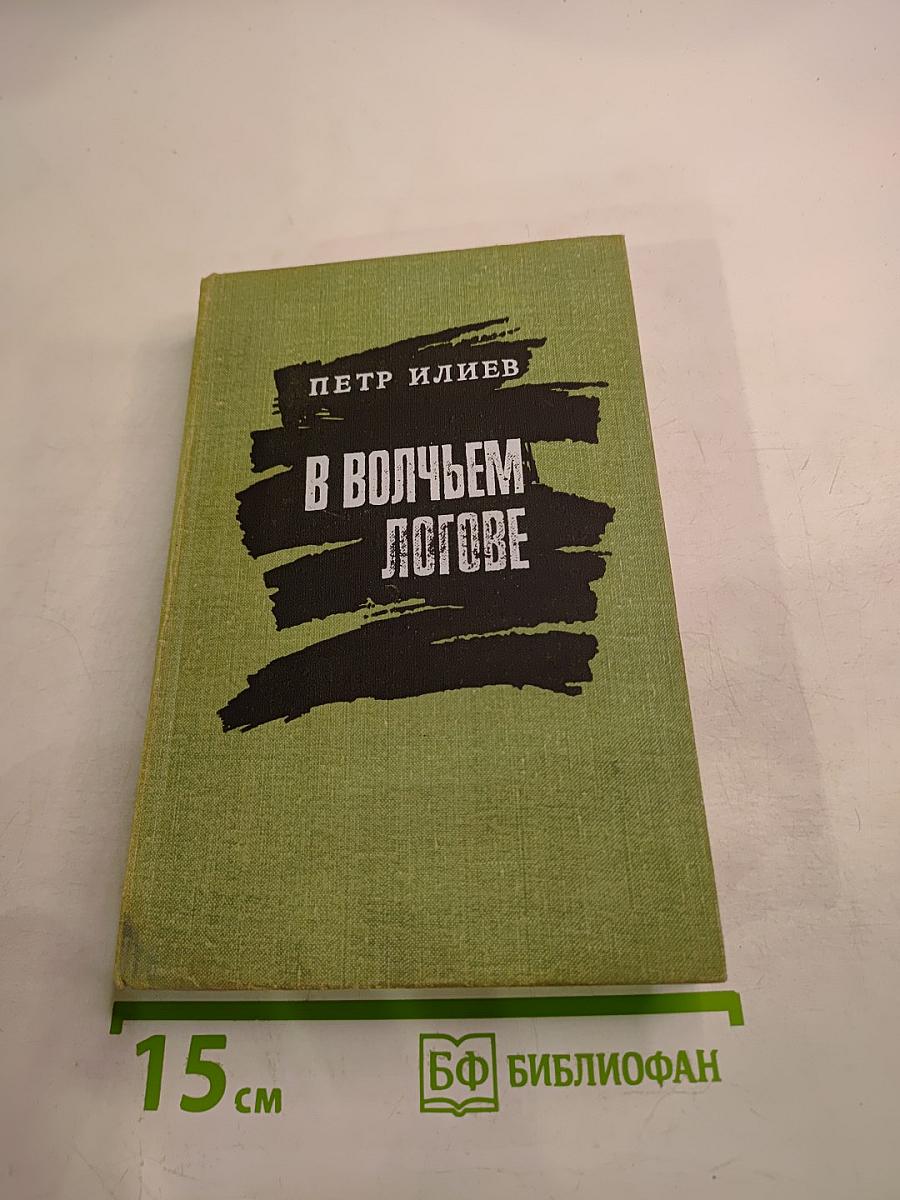 ПЕТР ИЛИЕВ
В ВОЛЧЬЕМ
ЛОГОВЕ
15 см
БФ БИБЛИОФАН